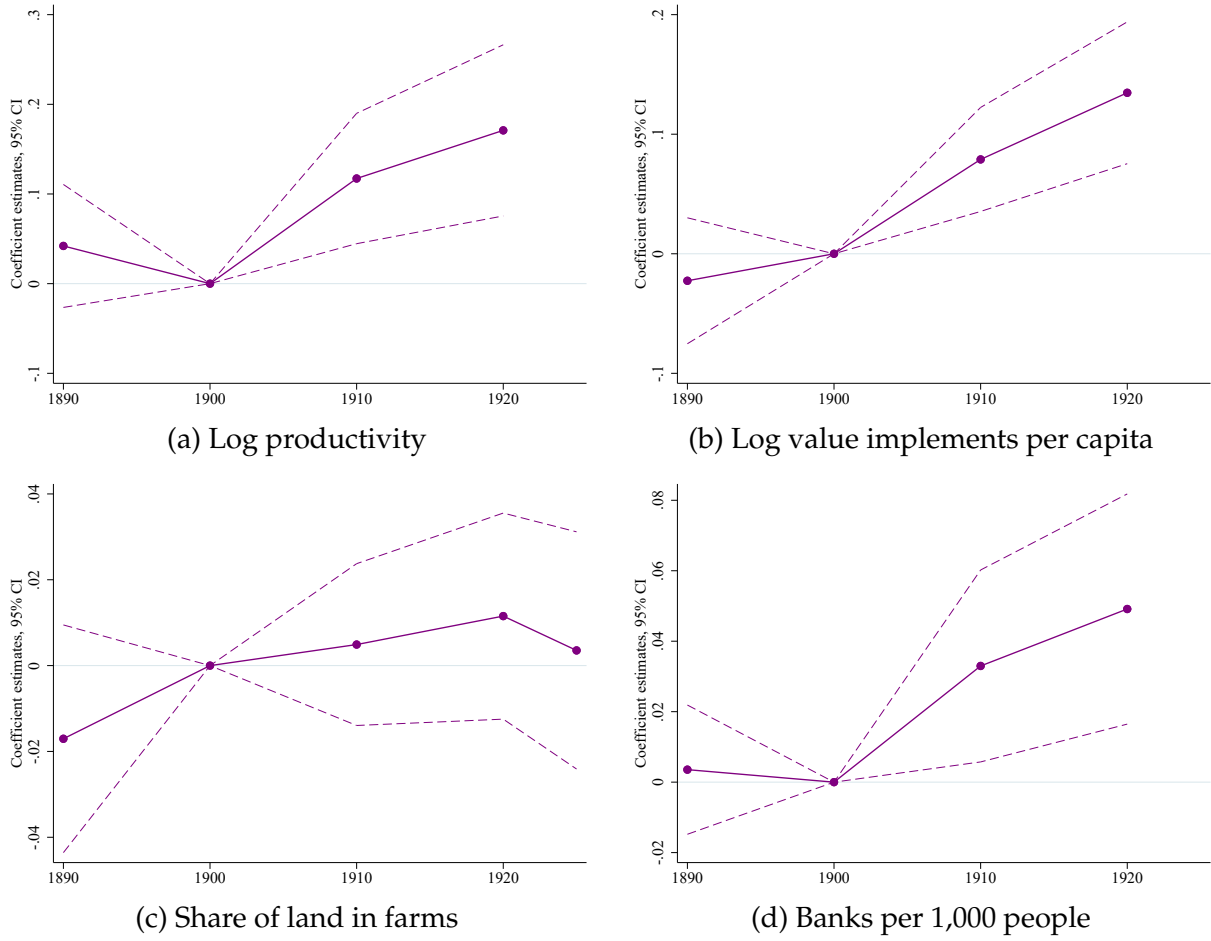 Coefficient estimates, 95% CI
.3
.2
.1
0
-.1
1890 1900 1910 1920
(a) Log productivity
Coefficient estimates, 95% CI
.2
.1
0
-.1
1890 1900 1910 1920
(b) Log value implements per capita
Coefficient estimates, 95% CI
.04
.02
0
-.02
-.04
1890 1900 1910 1920
(c) Share of land in farms
Coefficient estimates, 95% CI
.08
.06
.04
.02
0
-.02
1890 1900 1910 1920
(d) Banks per 1,000 people